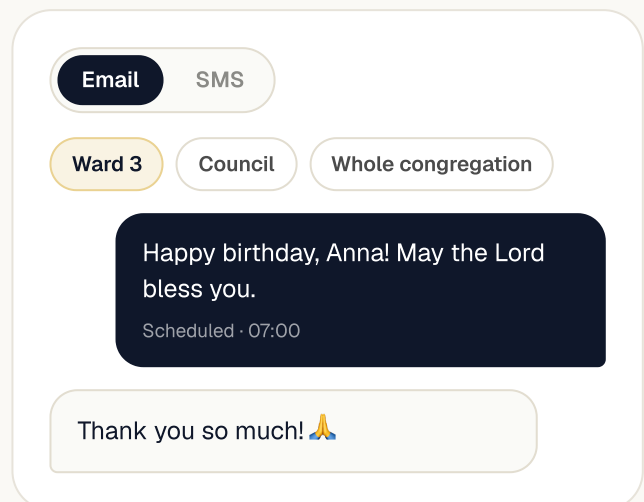 Email SMS
Ward 3 Council Whole congregation
Happy birthday, Anna! May the Lord
bless you.
Scheduled · 07:00
Thank you so much!🙏